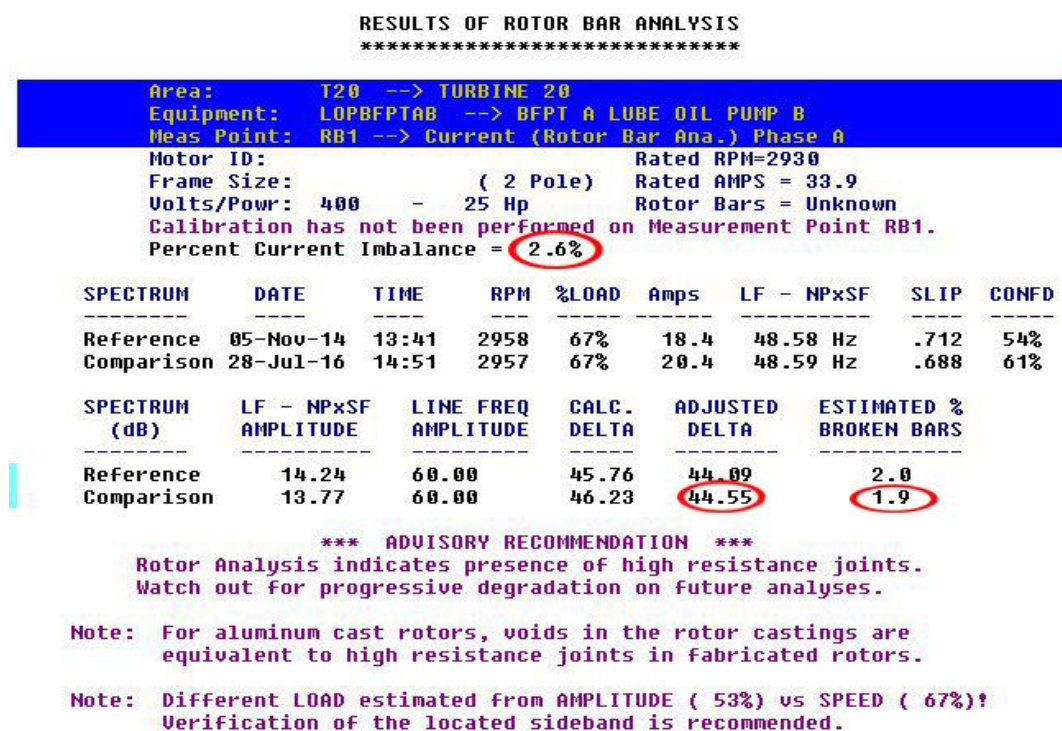 RESULTS OF ROTOR BAR ANALYSIS
*****************************
Area: T20 --> TURBINE 20
Equipment: LOPBFPTAB --> BFPT A LUBE OIL PUMP B
Meas Point: RB1 --> Current (Rotor Bar Ana.) Phase A
Motor ID: Rated RPM=2930
Frame Size: ( 2 Pole) Rated AMPS = 33.9
Volts/Powr: 400 - 25 Hp Rotor Bars = Unknown
Calibration has not been performed on Measurement Point RB1.
Percent Current Imbalance = 2.6%
SPECTRUM DATE TIME RPM %LOAD Amps LF - NPxSF SLIP CONFD
-------- ---- ---- --- ----- ------ ---------- ---- -----
Reference 05-Nov-14 13:41 2958 67% 18.4 48.58 Hz .712 54%
Comparison 28-Jul-16 14:51 2957 67% 20.4 48.59 Hz .688 61%
SPECTRUM LF - NPxSF LINE FREQ CALC. ADJUSTED ESTIMATED %
(dB) AMPLITUDE AMPLITUDE DELTA DELTA BROKEN BARS
-------- ---------- --------- ----- -------- -----------
Reference 14.24 60.00 45.76 44.09 2.0
Comparison 13.77 60.00 46.23 44.55 1.9
*** ADVISORY RECOMMENDATION ***
Rotor Analysis indicates presence of high resistance joints.
Watch out for progressive degradation on future analyses.
Note: For aluminum cast rotors, voids in the rotor castings are
equivalent to high resistance joints in fabricated rotors.
Note: Different LOAD estimated from AMPLITUDE ( 53%) vs SPEED ( 67%)!
Verification of the located sideband is recommended.